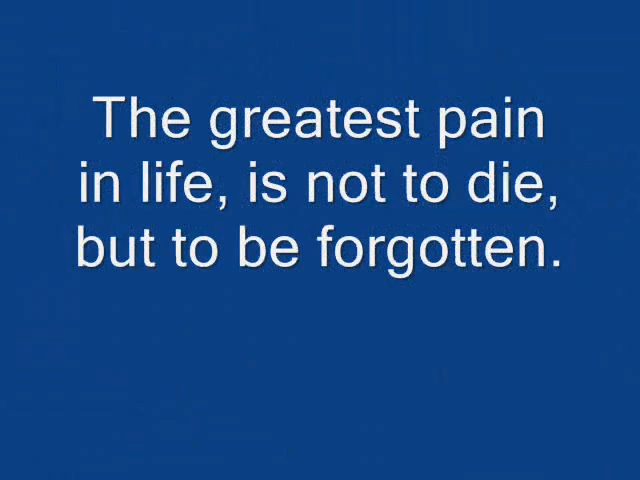 The greatest pain
in life, is not to die,
but to be forgotten.